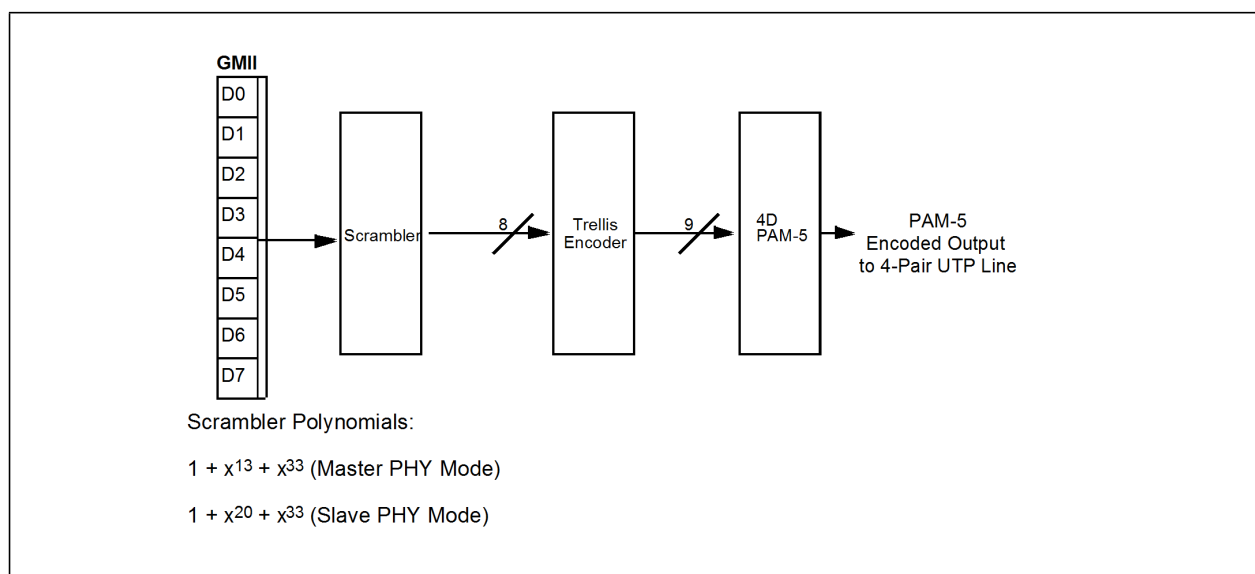 GMII
D0
D1
D2
D3
D4
D5
D6
D7
Scrambler
8
Trellis
Encoder
9
4D
PAM-5
PAM-5
Encoded Output
to 4-Pair UTP Line
Scrambler Polynomials:
1 + x¹³ + x³³ (Master PHY Mode)
1 + x²⁰ + x³³ (Slave PHY Mode)